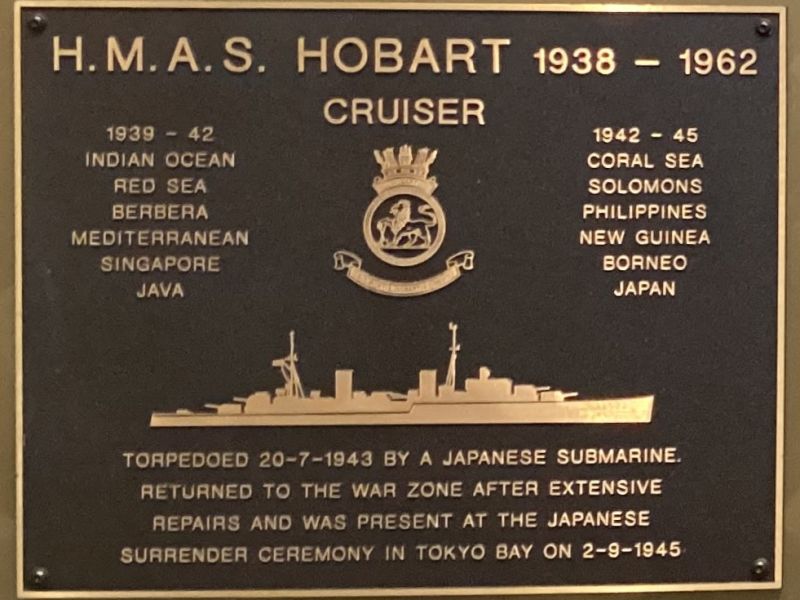 H.M.A.S. HOBART 1938 – 1962
CRUISER
1939 - 42
INDIAN OCEAN
RED SEA
BERBERA
MEDITERRANEAN
SINGAPORE
JAVA
1942 - 45
CORAL SEA
SOLOMONS
PHILIPPINES
NEW GUINEA
BORNEO
JAPAN
TORPEDOED 20-7-1943 BY A JAPANESE SUBMARINE.
RETURNED TO THE WAR ZONE AFTER EXTENSIVE
REPAIRS AND WAS PRESENT AT THE JAPANESE
SURRENDER CEREMONY IN TOKYO BAY ON 2-9-1945